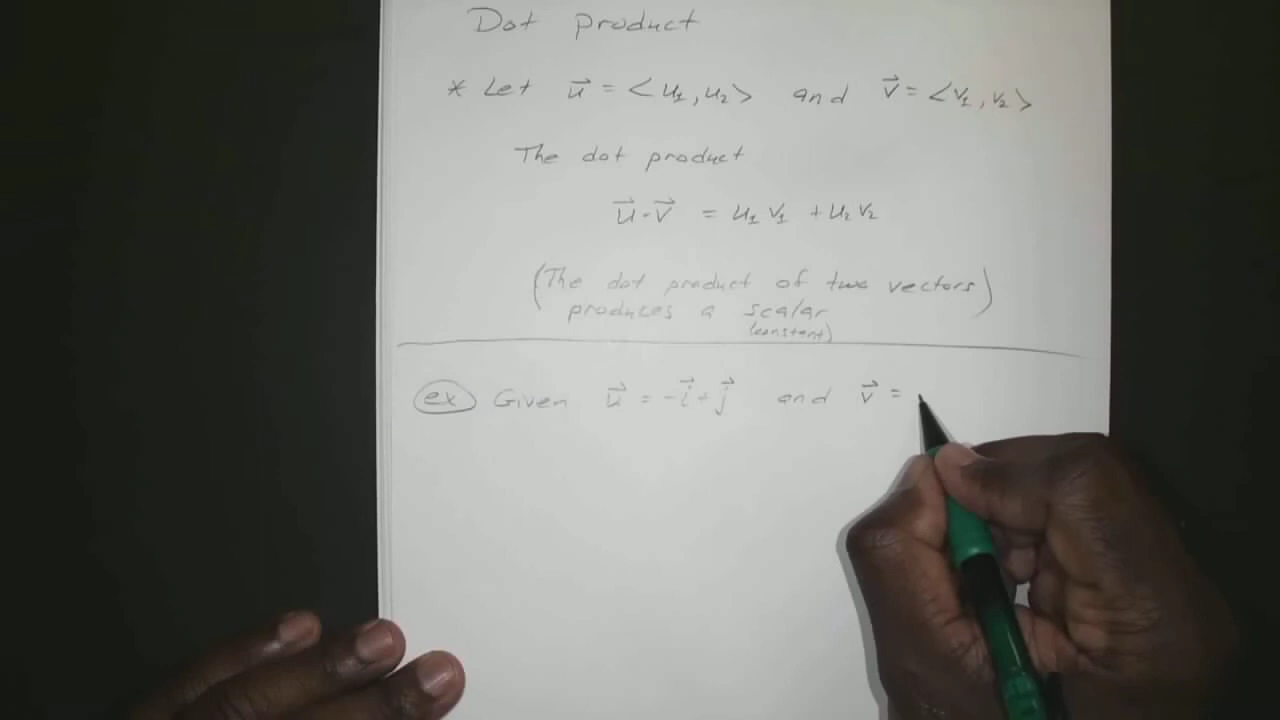 Dot product
* Let u⃗ = <u₁, u₂> and v⃗ = <v₁, v₂>
The dot product
u⃗ · v⃗ = u₁ v₁ + u₂ v₂
(The dot product of two vectors)
produces a scalar
(constant)
ex Given u⃗ = -i⃗ + j⃗ and v⃗ =